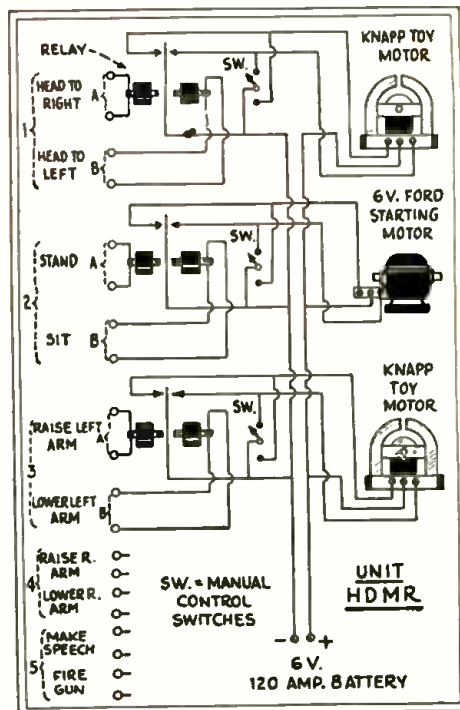 RELAY
SW.
KNAPP TOY
MOTOR
1
HEAD TO
RIGHT
A
HEAD TO
LEFT
B
6 V. FORD
STARTING
MOTOR
SW.
2
STAND
A
SIT
B
KNAPP
TOY
MOTOR
SW.
3
RAISE LEFT
ARM
A
LOWER LEFT
ARM
B
4
RAISE R.
ARM
LOWER R.
ARM
5
MAKE
SPEECH
FIRE
GUN
SW. = MANUAL
CONTROL
SWITCHES
UNIT
HDMR
- +
6 V.
120 AMP. BATTERY